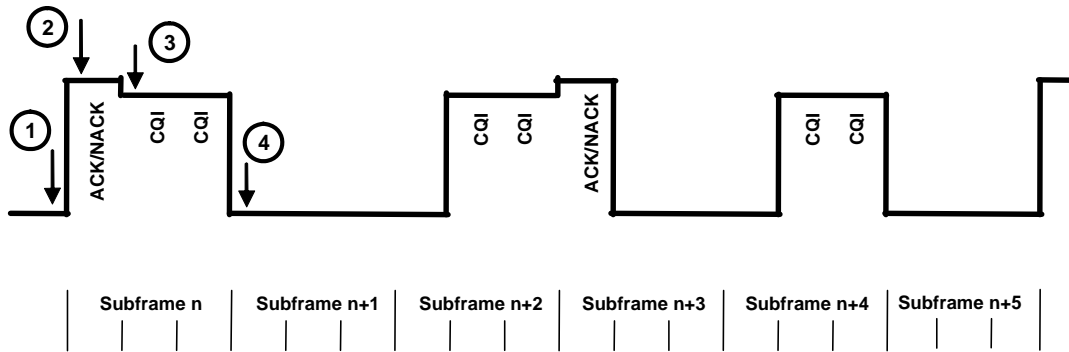 2
3
1
4
ACK/NACK
CQI
CQI
CQI
CQI
ACK/NACK
CQI
CQI
Subframe n
Subframe n+1
Subframe n+2
Subframe n+3
Subframe n+4
Subframe n+5